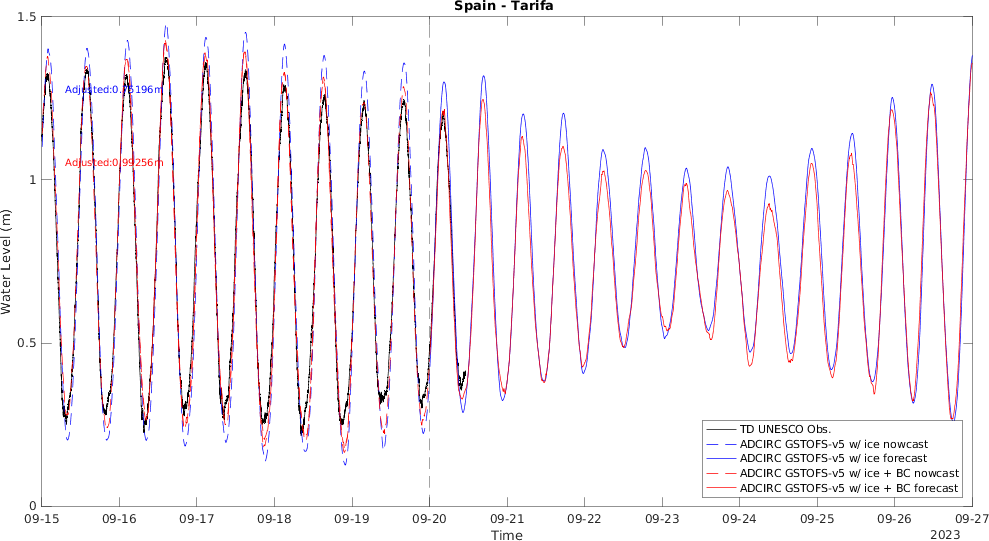 Spain - Tarifa
1.5
1
0.5
0
Water Level (m)
Adjusted:0.99256m
TD UNESCO Obs.
ADCIRC GSTOFS-v5 w/ ice nowcast
ADCIRC GSTOFS-v5 w/ ice forecast
ADCIRC GSTOFS-v5 w/ ice + BC nowcast
ADCIRC GSTOFS-v5 w/ ice + BC forecast
09-15 09-16 09-17 09-18 09-19 09-20 09-21 09-22 09-23 09-24 09-25 09-26 09-27
Time
2023